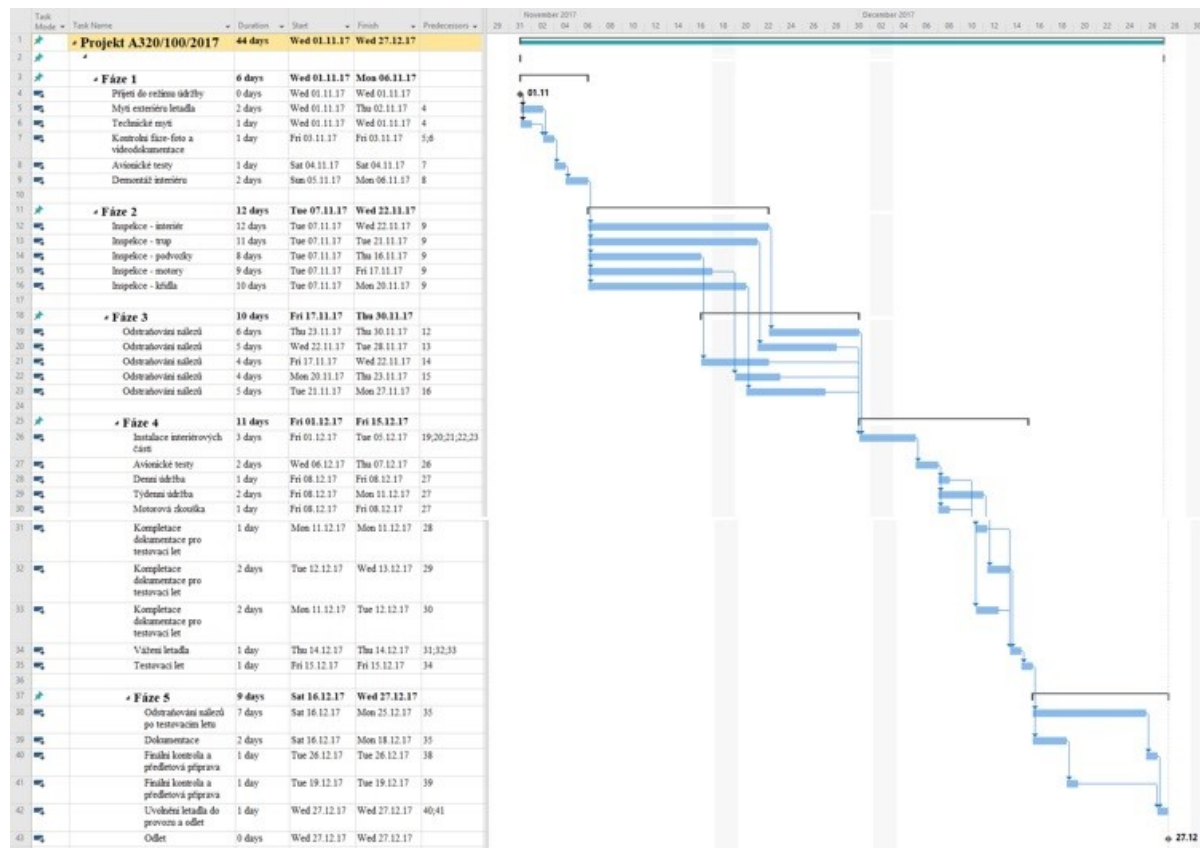 Task Mode Task Name Duration Start Finish Predecessors
November 2017 December 2017
29 31 02 04 06 08 10 12 14 16 18 20 22 24 26 28 30 02 04 06 08 10 12 14 16 18 20 22 24 26 28
1 Projekt A320/100/2017 44 days Wed 01.11.17 Wed 27.12.17
2
3 Fáze 1 6 days Wed 01.11.17 Mon 06.11.17
4 Přijetí do režimu údržby 0 days Wed 01.11.17 Wed 01.11.17 01.11
5 Mytí exteriéru letadla 2 days Wed 01.11.17 Thu 02.11.17 4
6 Technické mytí 1 day Wed 01.11.17 Wed 01.11.17 4
7 Kontrolní fáze-foto a 1 day Fri 03.11.17 Fri 03.11.17 5;6
videodokumentace
8 Avionické testy 1 day Sat 04.11.17 Sat 04.11.17 7
9 Demontáž interiéru 2 days Sun 05.11.17 Mon 06.11.17 8
10
11 Fáze 2 12 days Tue 07.11.17 Wed 22.11.17
12 Inspekce - interiér 12 days Tue 07.11.17 Wed 22.11.17 9
13 Inspekce - trup 11 days Tue 07.11.17 Tue 21.11.17 9
14 Inspekce - podvozky 8 days Tue 07.11.17 Thu 16.11.17 9
15 Inspekce - motory 9 days Tue 07.11.17 Fri 17.11.17 9
16 Inspekce - křídla 10 days Tue 07.11.17 Mon 20.11.17 9
17
18 Fáze 3 10 days Fri 17.11.17 Thu 30.11.17
19 Odstraňování nálezů 6 days Thu 23.11.17 Thu 30.11.17 12
20 Odstraňování nálezů 5 days Wed 22.11.17 Tue 28.11.17 13
21 Odstraňování nálezů 4 days Fri 17.11.17 Wed 22.11.17 14
22 Odstraňování nálezů 4 days Mon 20.11.17 Thu 23.11.17 15
23 Odstraňování nálezů 5 days Tue 21.11.17 Mon 27.11.17 16
24
25 Fáze 4 11 days Fri 01.12.17 Fri 15.12.17
26 Instalace interiérových 3 days Fri 01.12.17 Tue 05.12.17 19;20;21;22;23
částí
27 Avionické testy 2 days Wed 06.12.17 Thu 07.12.17 26
28 Denní údržba 1 day Fri 08.12.17 Fri 08.12.17 27
29 Týdenní údržba 2 days Fri 08.12.17 Mon 11.12.17 27
30 Motorová zkouška 1 day Fri 08.12.17 Fri 08.12.17 27
31 Kompletace 1 day Mon 11.12.17 Mon 11.12.17 28
dokumentace pro
testovací let
32 Kompletace 2 days Tue 12.12.17 Wed 13.12.17 29
dokumentace pro
testovací let
33 Kompletace 2 days Mon 11.12.17 Tue 12.12.17 30
dokumentace pro
testovací let
34 Vážení letadla 1 day Thu 14.12.17 Thu 14.12.17 31;32;33
35 Testovací let 1 day Fri 15.12.17 Fri 15.12.17 34
36
37 Fáze 5 9 days Sat 16.12.17 Wed 27.12.17
38 Odstraňování nálezů 7 days Sat 16.12.17 Mon 25.12.17 35
po testovacím letu
39 Dokumentace 2 days Sat 16.12.17 Mon 18.12.17 35
40 Finální kontrola a 1 day Tue 26.12.17 Tue 26.12.17 38
předletová příprava
41 Finální kontrola a 1 day Tue 19.12.17 Tue 19.12.17 39
předletová příprava
42 Uvolnění letadla do 1 day Wed 27.12.17 Wed 27.12.17 40;41
provozu a odlet
43 Odlet 0 days Wed 27.12.17 Wed 27.12.17 27.12